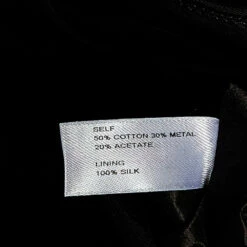 SELF
50% COTTON 30% METAL
20% ACETATE
LINING
100% SILK